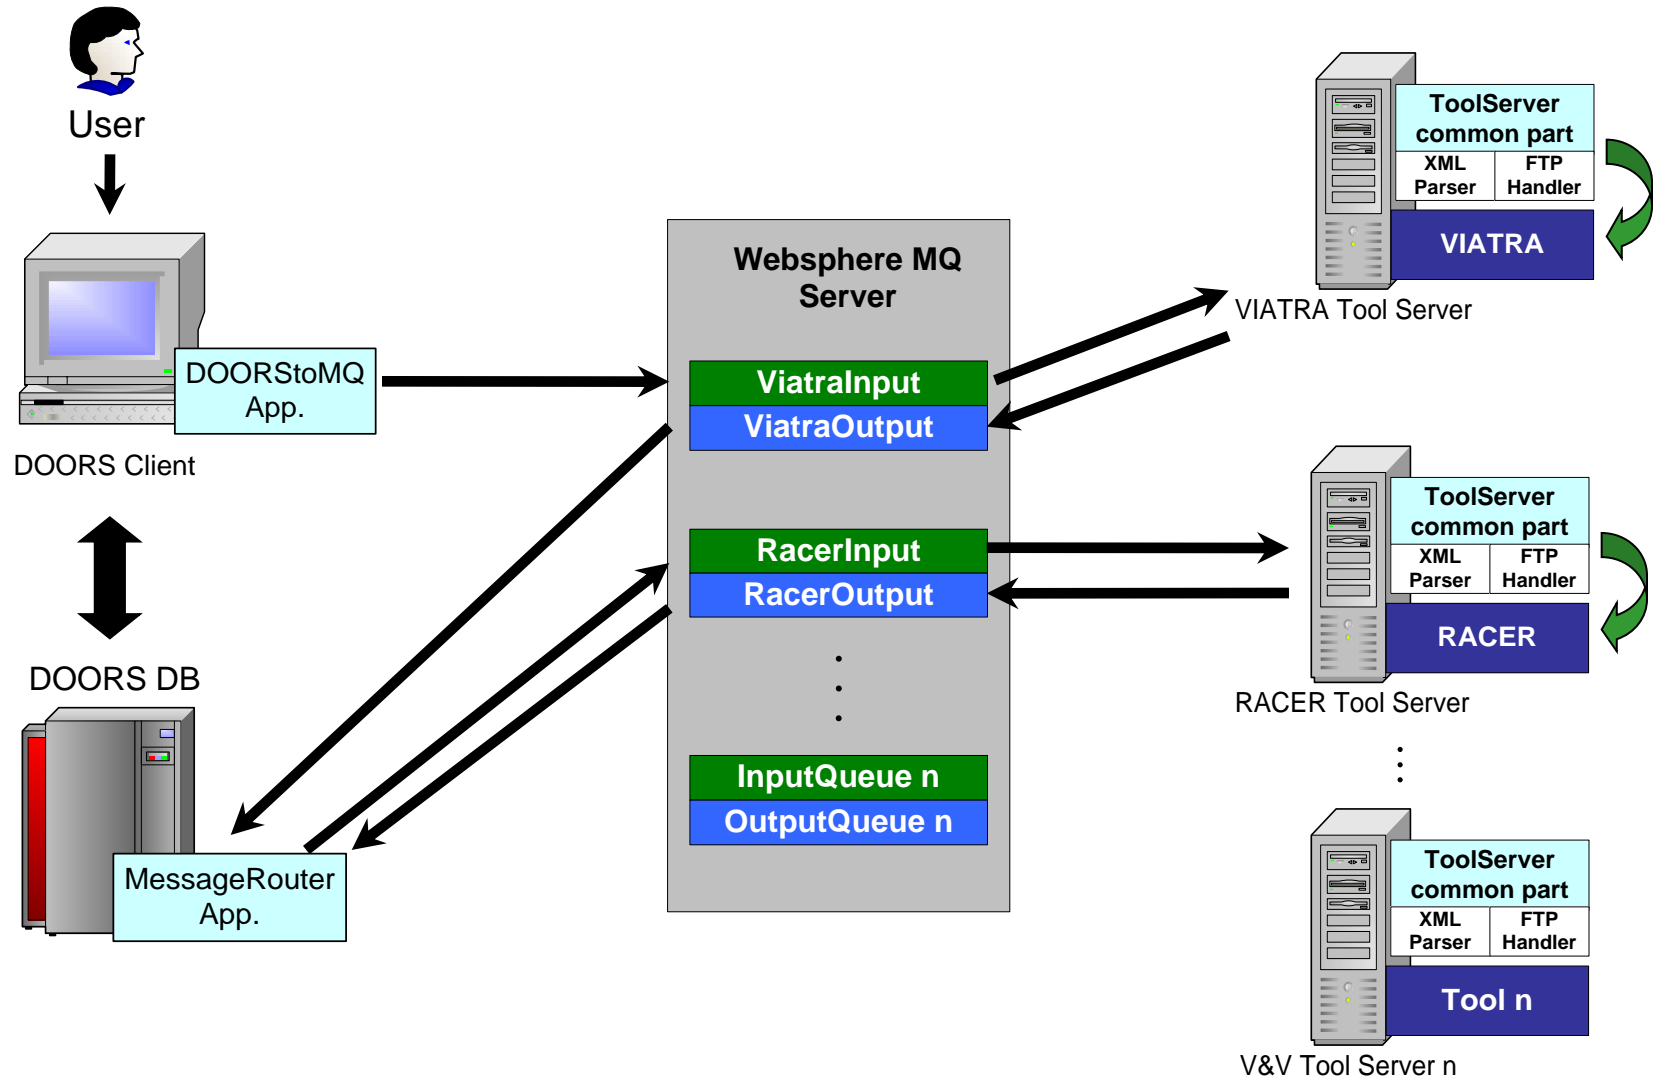 User
DOORStoMQ
App.
DOORS Client
DOORS DB
MessageRouter
App.
Websphere MQ
Server
ViatraInput
ViatraOutput
RacerInput
RacerOutput
.
.
.
InputQueue n
OutputQueue n
ToolServer
common part
XML
Parser
FTP
Handler
VIATRA
VIATRA Tool Server
ToolServer
common part
XML
Parser
FTP
Handler
RACER
RACER Tool Server
.
.
.
ToolServer
common part
XML
Parser
FTP
Handler
Tool n
V&V Tool Server n